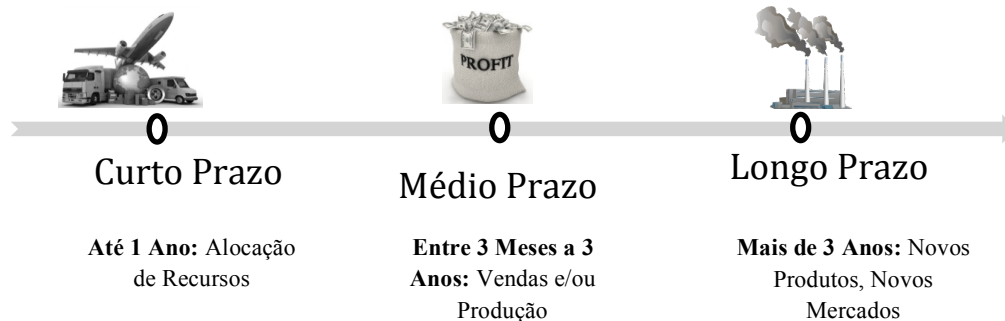 PROFIT
Curto Prazo
Médio Prazo
Longo Prazo
Até 1 Ano: Alocação
de Recursos
Entre 3 Meses a 3
Anos: Vendas e/ou
Produção
Mais de 3 Anos: Novos
Produtos, Novos
Mercados